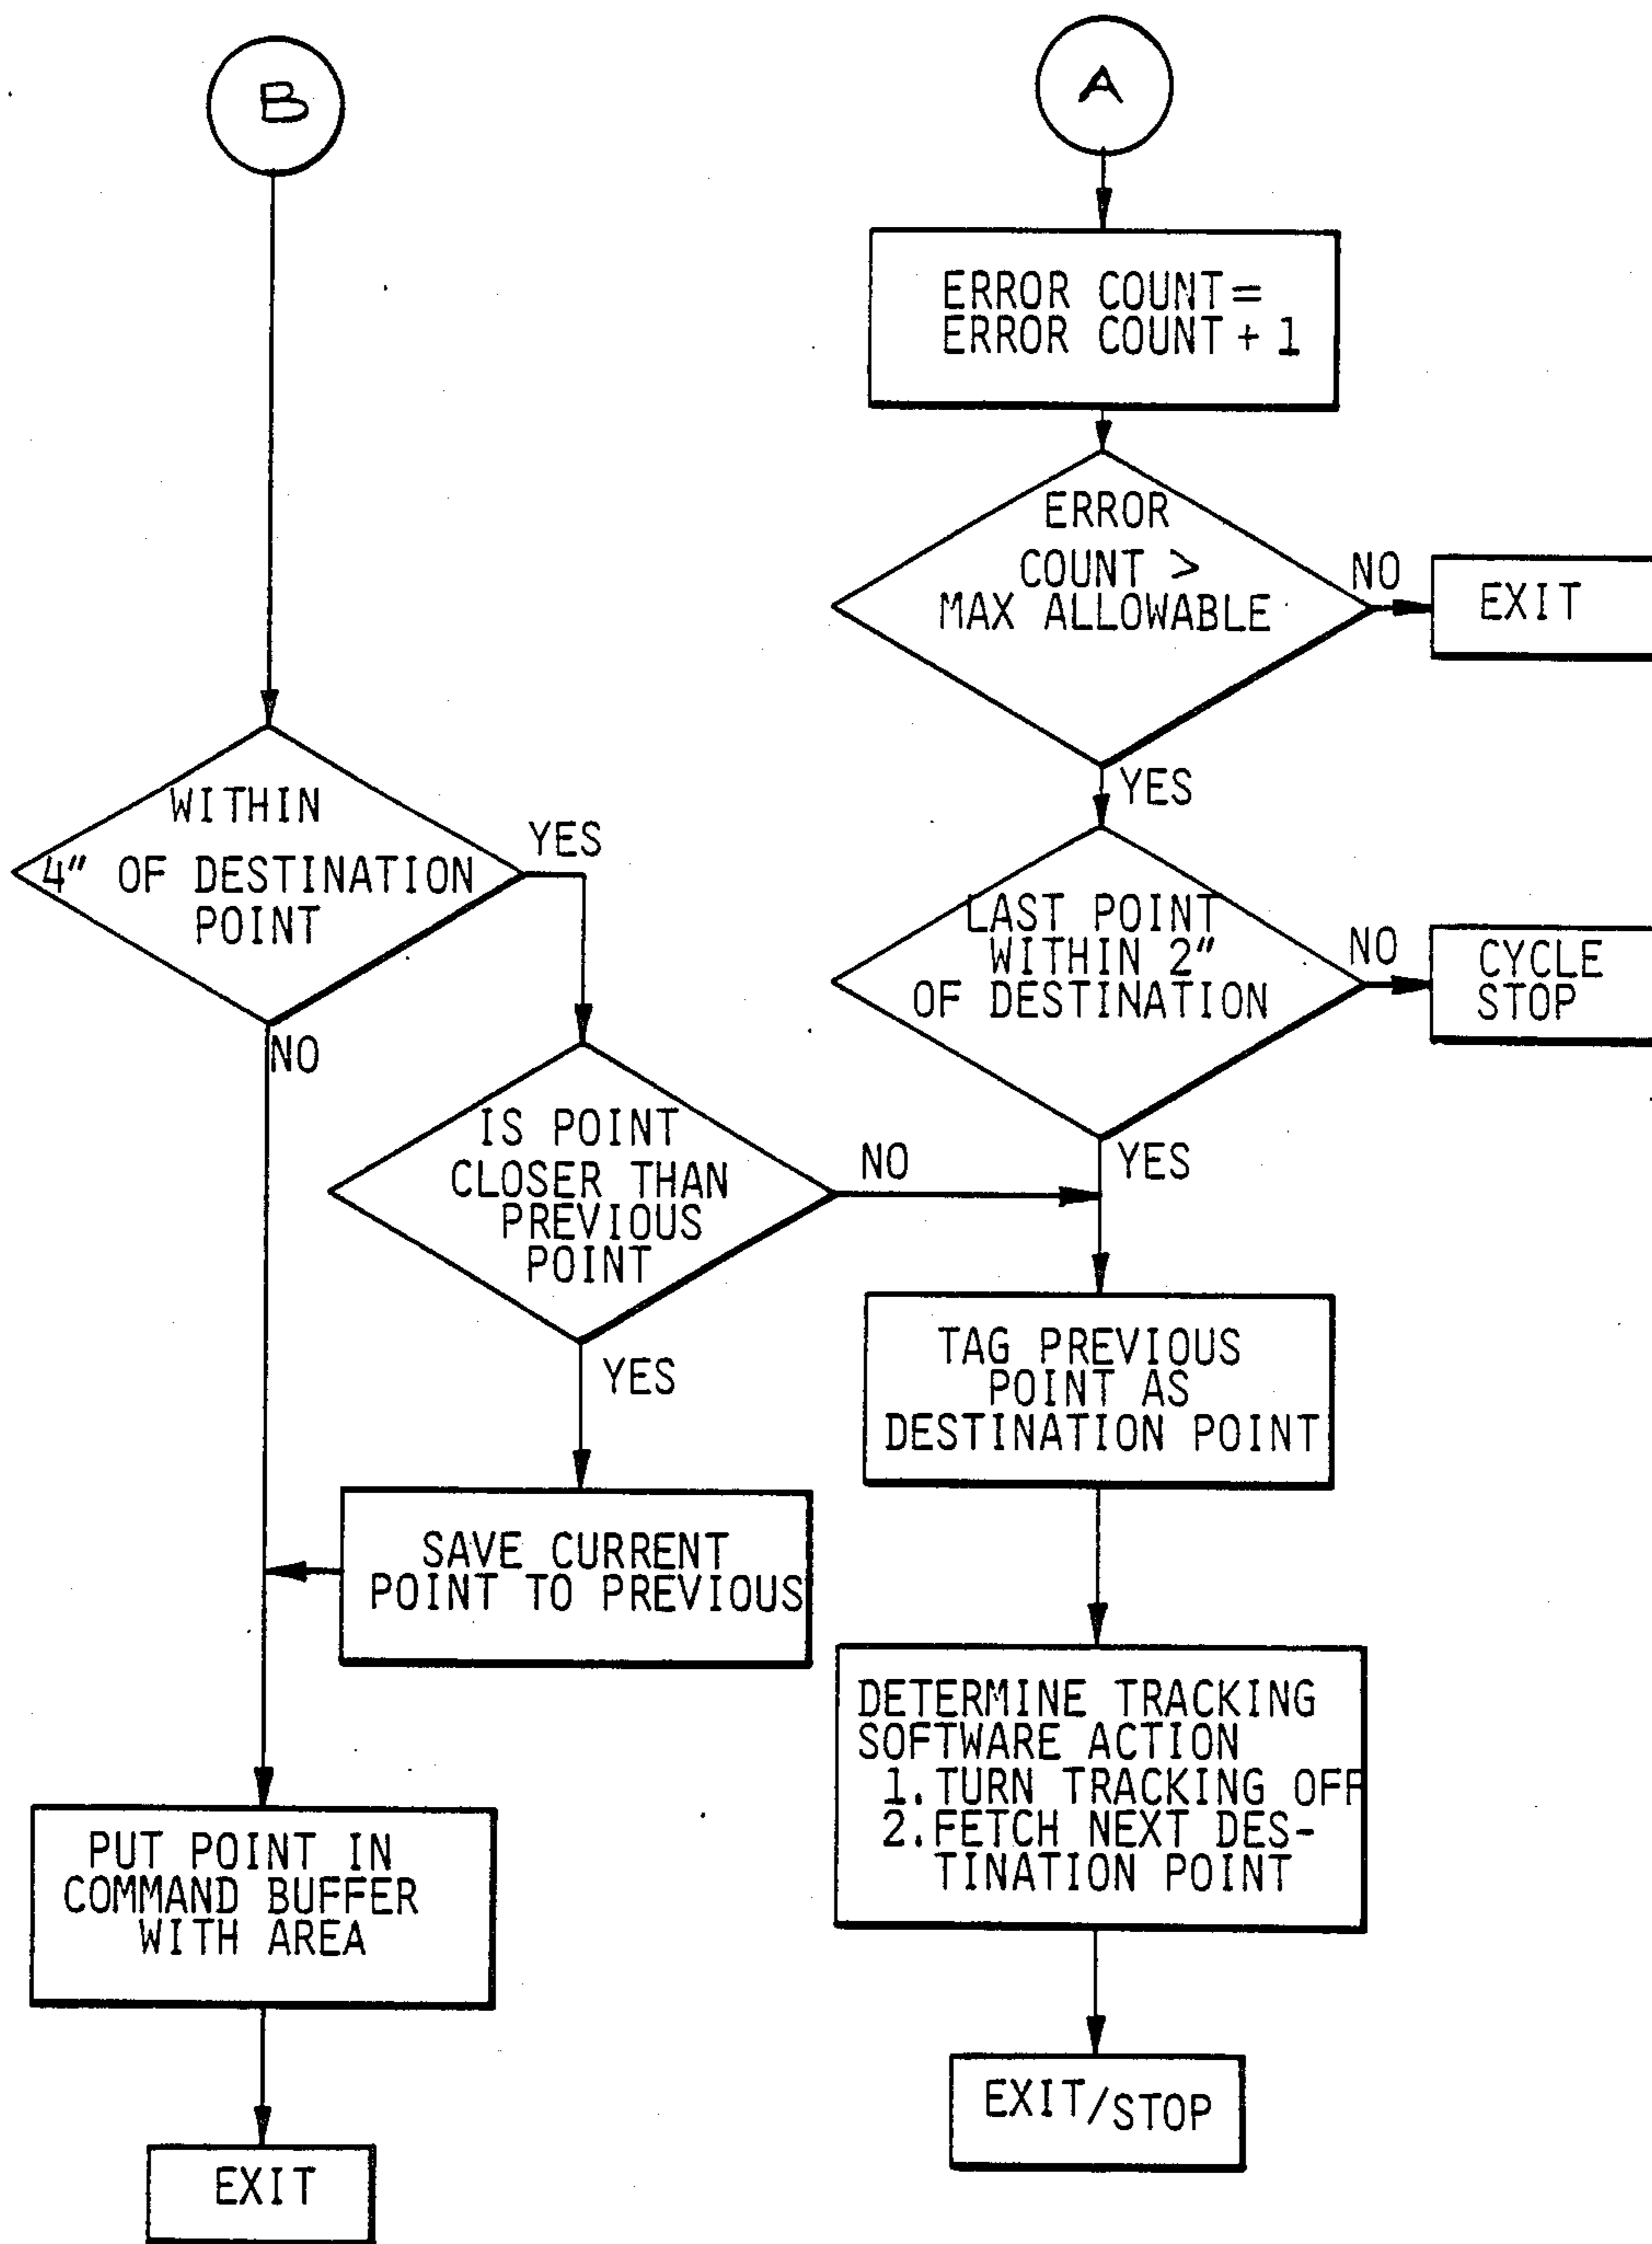 B
A
ERROR COUNT =
ERROR COUNT + 1
ERROR
COUNT >
MAX ALLOWABLE
NO
EXIT
YES
WITHIN
4" OF DESTINATION
POINT
YES
NO
LAST POINT
WITHIN 2"
OF DESTINATION
NO
CYCLE
STOP
YES
IS POINT
CLOSER THAN
PREVIOUS
POINT
NO
YES
TAG PREVIOUS
POINT AS
DESTINATION POINT
SAVE CURRENT
POINT TO PREVIOUS
DETERMINE TRACKING
SOFTWARE ACTION
1. TURN TRACKING OFF
2. FETCH NEXT DES-
TINATION POINT
PUT POINT IN
COMMAND BUFFER
WITH AREA
EXIT/STOP
EXIT